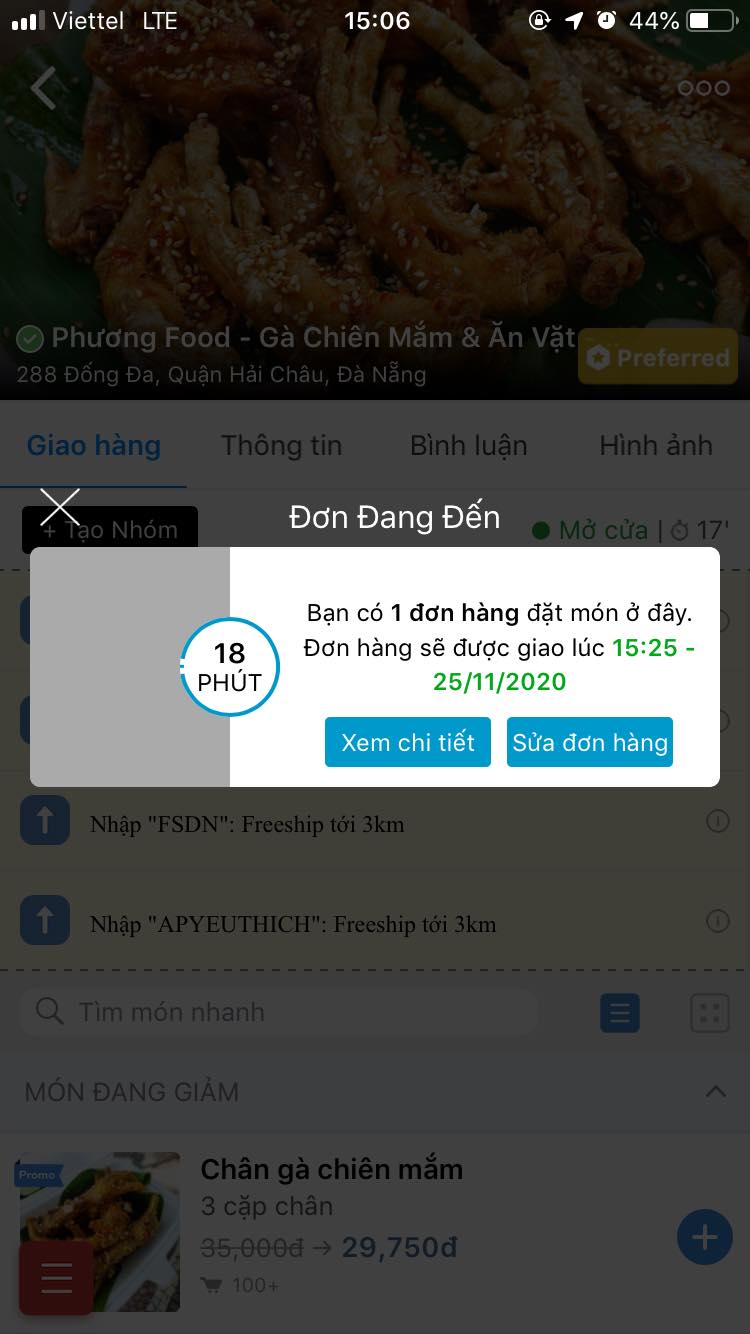 Viettel LTE 15:06 44%
Phương Food - Gà Chiên Mắm & Ăn Vặt
288 Đống Đa, Quận Hải Châu, Đà Nẵng
Preferred
Giao hàng Thông tin Bình luận Hình ảnh
+ Tạo Nhóm
Đơn Đang Đến
Mở cửa | 17'
18
PHÚT
Bạn có 1 đơn hàng đặt món ở đây.
Đơn hàng sẽ được giao lúc 15:25 -
25/11/2020
Xem chi tiết Sửa đơn hàng
Nhập "FSDN": Freeship tới 3km
Nhập "APYEUTHICH": Freeship tới 3km
Tìm món nhanh
MÓN ĐANG GIẢM
Promo
Chân gà chiên mắm
3 cặp chân
35,000đ → 29,750đ
100+